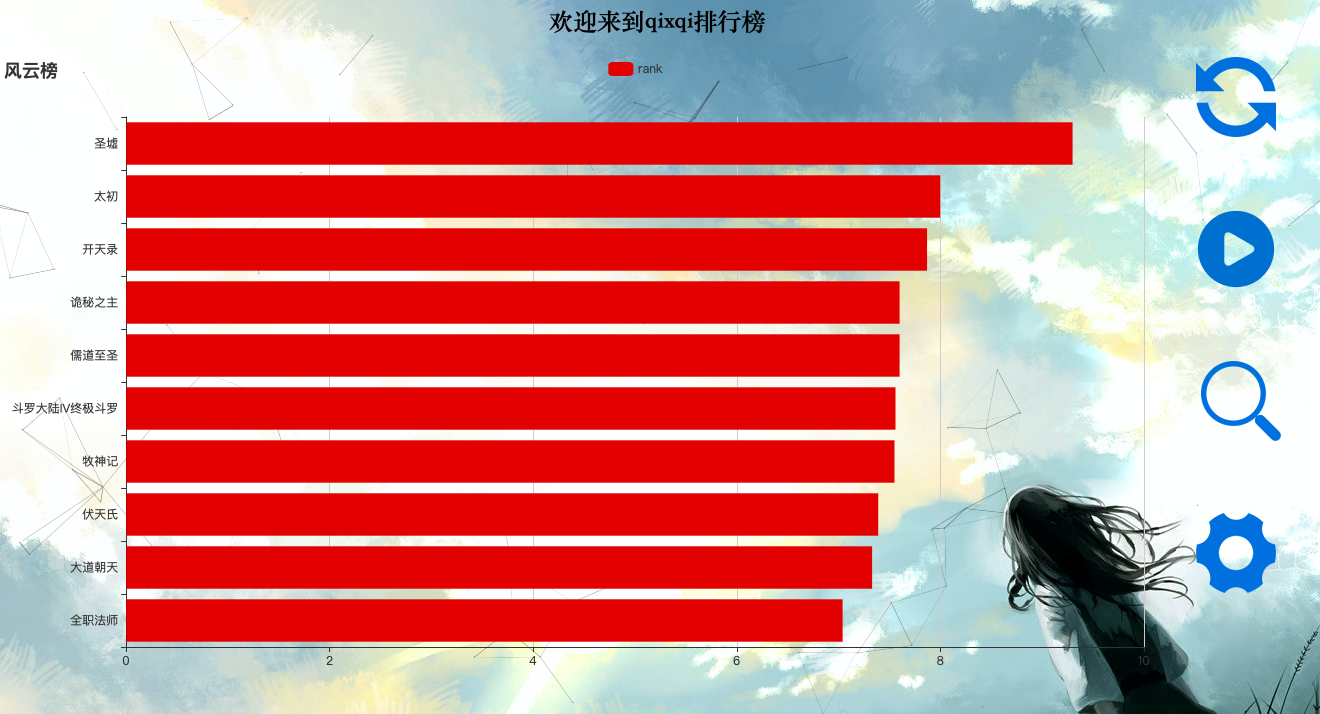 欢迎来到qixqi排行榜
风云榜
rank
圣墟
太初
开天录
诡秘之主
儒道至圣
斗罗大陆IV终极斗罗
牧神记
伏天氏
大道朝天
全职法师
0 2 4 6 8 10